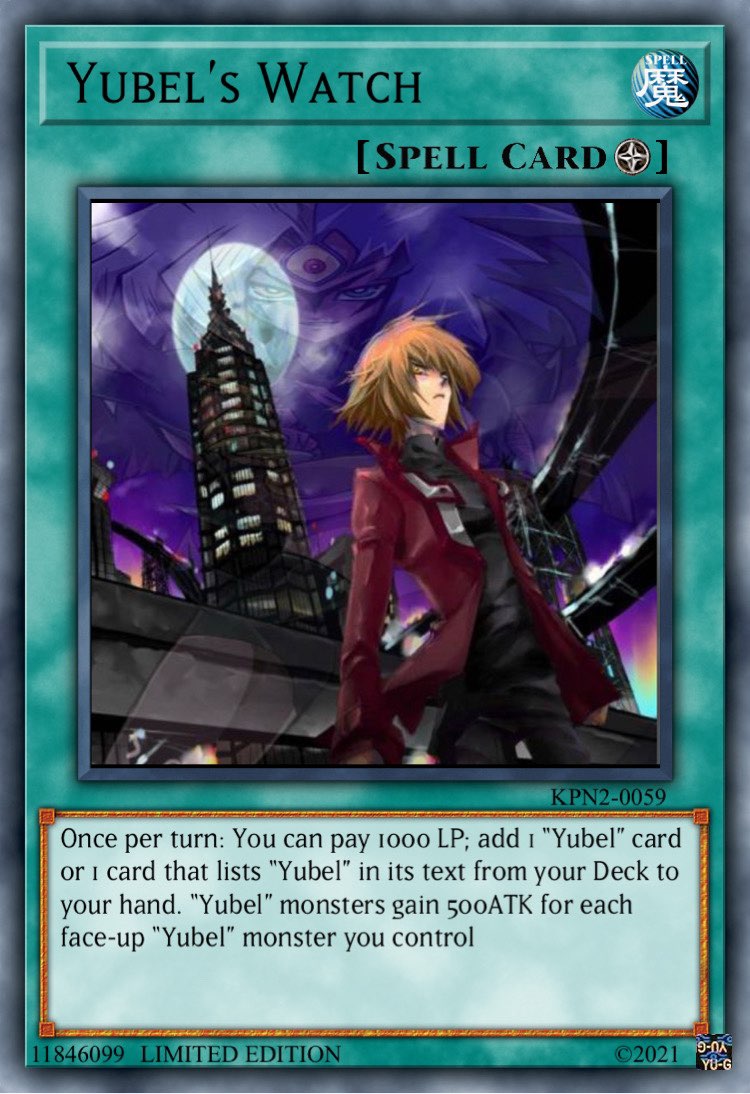 Yubel's Watch
SPELL
魔
[Spell Card]
KPN2-0059
Once per turn: You can pay 1000 LP; add 1 "Yubel" card
or 1 card that lists "Yubel" in its text from your Deck to
your hand. "Yubel" monsters gain 500ATK for each
face-up "Yubel" monster you control
11846099 LIMITED EDITION
©2021
YU-G
YU-G